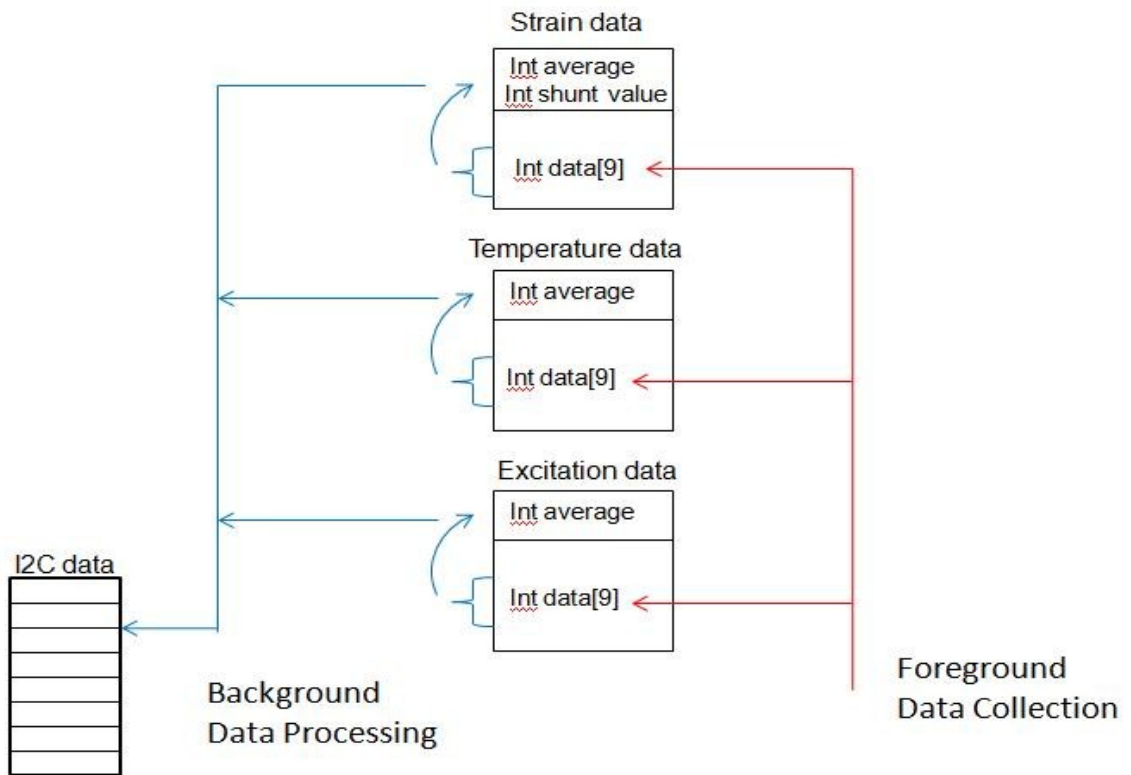 Strain data
Int average
Int shunt value
Int data[9]
Temperature data
Int average
Int data[9]
Excitation data
Int average
Int data[9]
I2C data
Background
Data Processing
Foreground
Data Collection